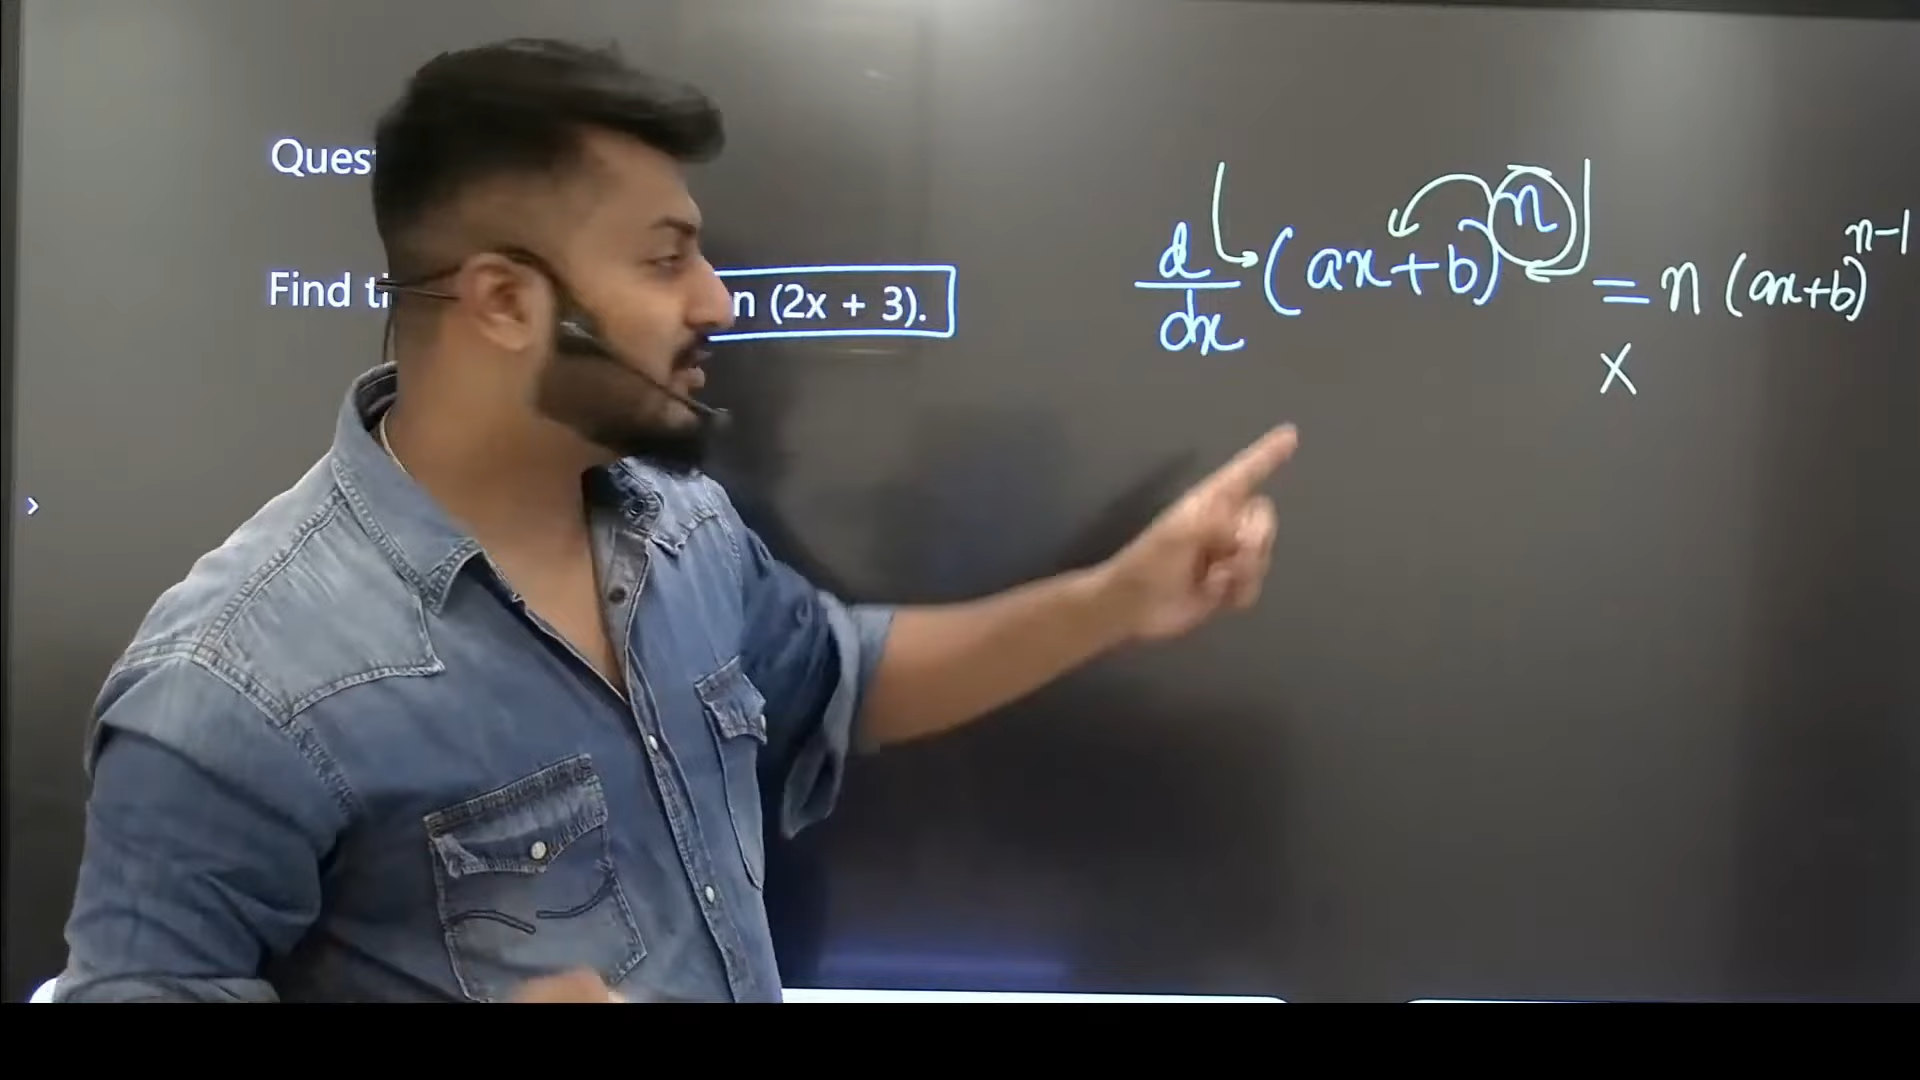 Ques
Find t
n (2x + 3).
d/dx (ax+b)^n = n (ax+b)^{n-1}
×